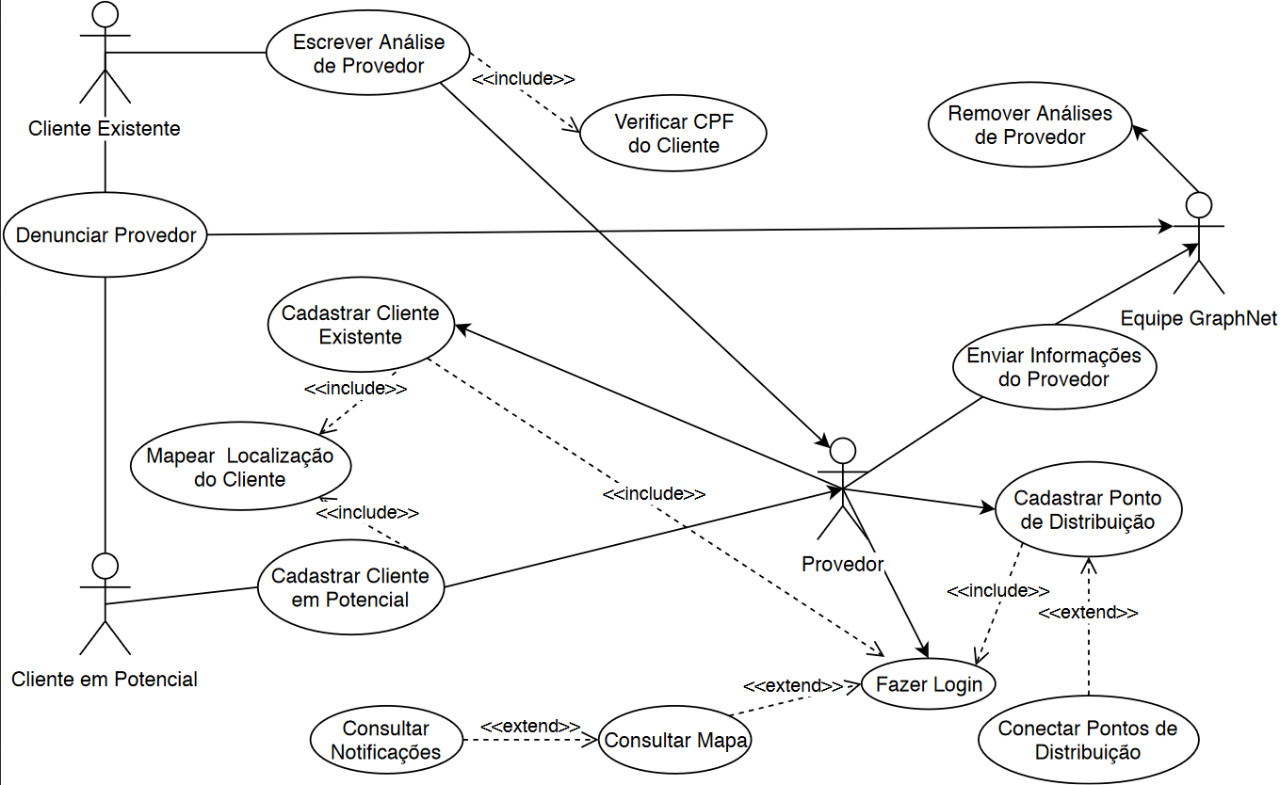 Escrever Análise
de Provedor
<<include>>
Cliente Existente
Verificar CPF
do Cliente
Remover Análises
de Provedor
Denunciar Provedor
Equipe GraphNet
Cadastrar Cliente
Existente
Enviar Informações
do Provedor
<<include>>
Mapear Localização
do Cliente
<<include>>
<<include>>
Cadastrar Ponto
de Distribuição
Provedor
Cadastrar Cliente
em Potencial
<<include>>
<<extend>>
Cliente em Potencial
<<extend>>
Fazer Login
Consultar
Notificações
<<extend>>
Consultar Mapa
Conectar Pontos de
Distribuição